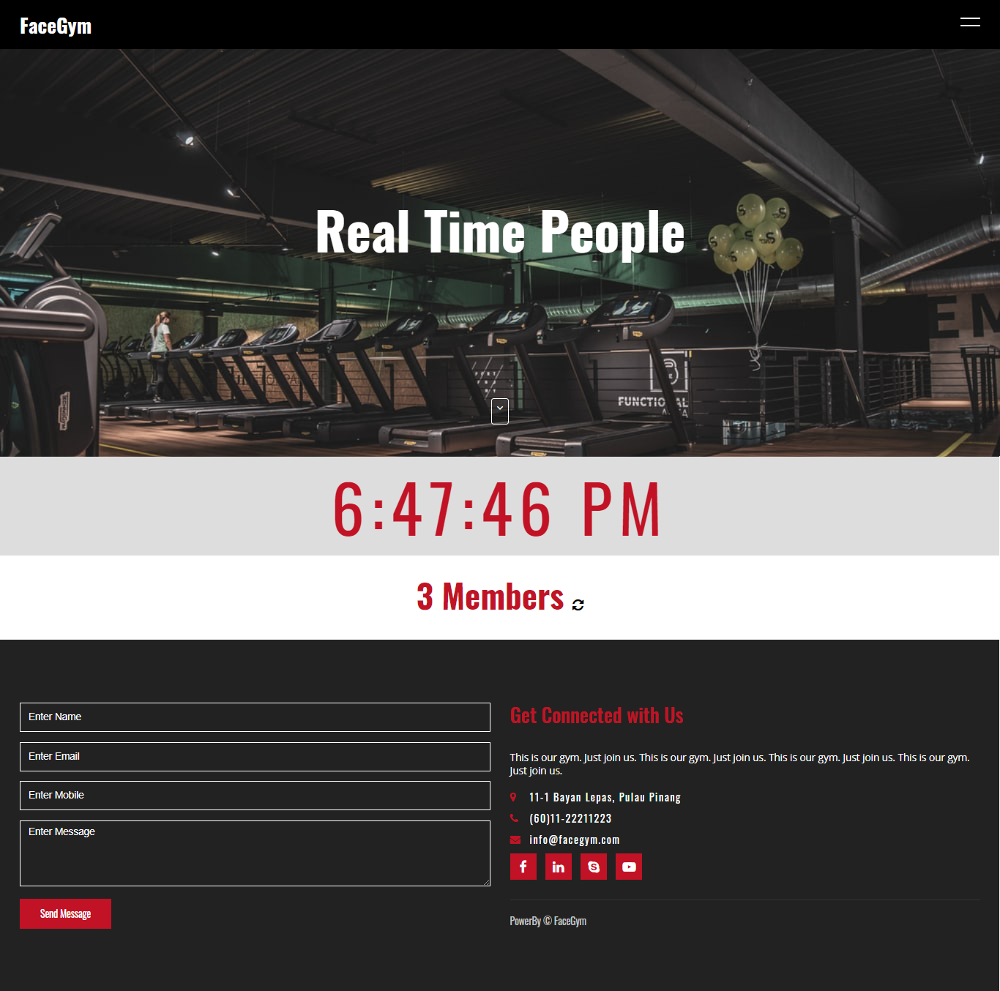 FaceGym
Real Time People
FUNCTIONAL
6:47:46 PM
3 Members
Enter Name
Enter Email
Enter Mobile
Enter Message
Send Message
Get Connected with Us
This is our gym. Just join us. This is our gym. Just join us. This is our gym. Just join us. This is our gym.
Just join us.
11-1 Bayan Lepas, Pulau Pinang
(60)11-22211223
info@facegym.com
PowerBy © FaceGym